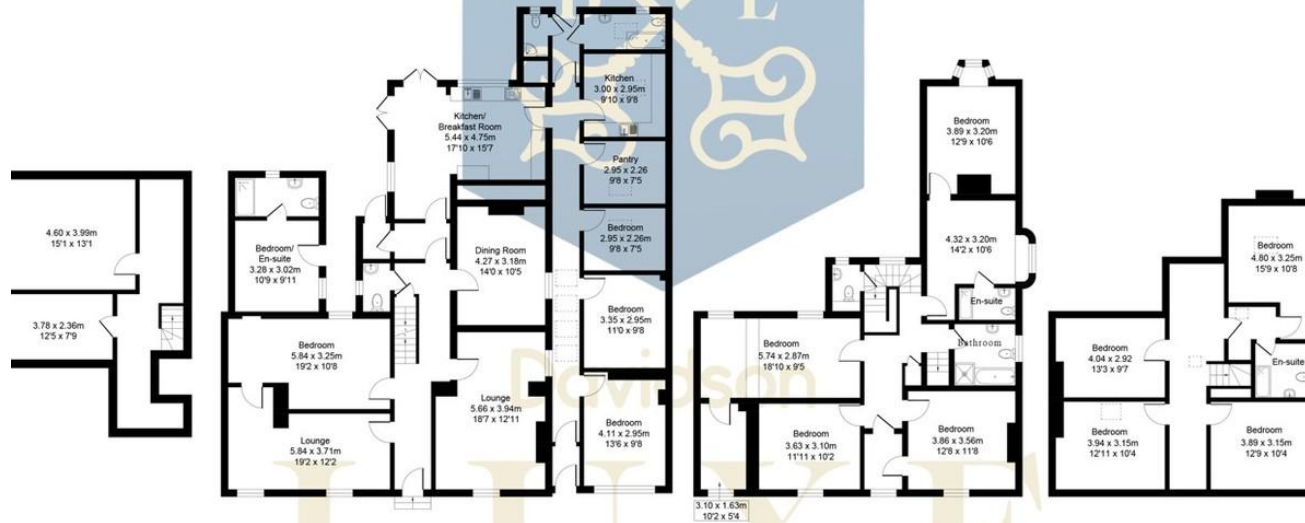 4.60 x 3.99m
15'1 x 13'1
3.78 x 2.36m
12'5 x 7'9
Bedroom/
En-suite
3.28 x 3.02m
10'9 x 9'11
Bedroom
5.84 x 3.25m
19'2 x 10'8
Lounge
5.84 x 3.71m
19'2 x 12'2
Kitchen/
Breakfast Room
5.44 x 4.75m
17'10 x 15'7
Dining Room
4.27 x 3.18m
14'0 x 10'5
Lounge
5.66 x 3.94m
18'7 x 12'11
L
Kitchen
3.00 x 2.95m
9'10 x 9'8
Pantry
2.95 x 2.26
9'8 x 7'5
Bedroom
2.95 x 2.26m
9'8 x 7'5
Bedroom
3.35 x 2.95m
11'0 x 9'8
Davidson
Bedroom
4.11 x 2.95m
13'6 x 9'8
Bedroom
3.89 x 3.20m
12'9 x 10'6
4.32 x 3.20m
14'2 x 10'6
En-suite
Bathroom
Bedroom
5.74 x 2.87m
18'10 x 9'5
Bedroom
3.63 x 3.10m
11'11 x 10'2
Bedroom
3.86 x 3.56m
12'8 x 11'8
3.10 x 1.63m
10'2 x 5'4
Bedroom
4.80 x 3.25m
15'9 x 10'8
Bedroom
4.04 x 2.92
13'3 x 9'7
En-suite
Bedroom
3.94 x 3.15m
12'11 x 10'4
Bedroom
3.89 x 3.15m
12'9 x 10'4